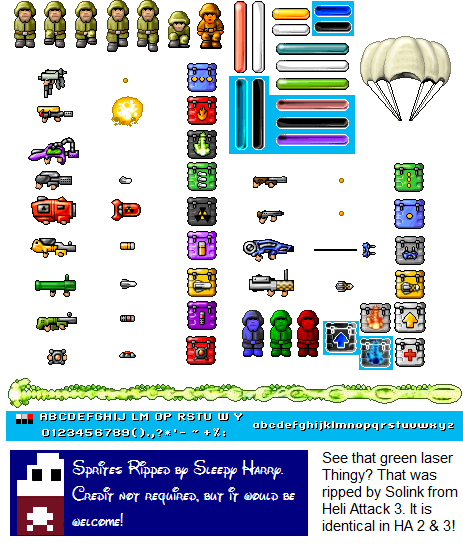 ABCDEFGHIJ LM OP RSTU W Y
0123456789().,?*'-~+%:
abcdefghijklmnopqrstuvwxyz
Sprites Ripped by Sleepy Harry.
Credit not required, but it would be
welcome!
See that green laser
Thingy? That was
ripped by Solink from
Heli Attack 3. It is
identical in HA 2 & 3!